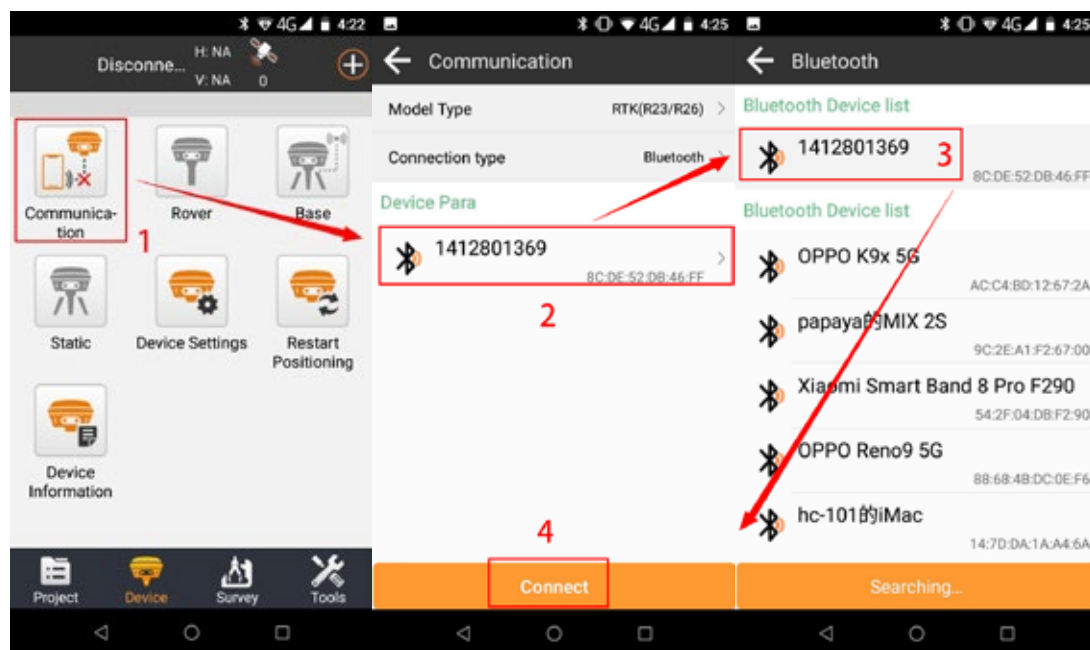 4G 4:22
Disconne... H: NA
V: NA 0
Communica-
tion
Rover
Base
1
Static
Device Settings
Restart
Positioning
Device
Information
Project
Device
Survey
Tools
4G 4:25
Communication
Model Type RTK(R23/R26) >
Connection type Bluetooth >
Device Para
1412801369
8C:DE:52:DB:46:FF
2
4
Connect
4G 4:25
Bluetooth
Bluetooth Device list
1412801369
3
8C:DE:52:DB:46:FF
Bluetooth Device list
OPPO K9x 5G
AC:C4:BD:12:67:2A
papaya的MIX 2S
9C:2E:A1:F2:67:00
Xiaomi Smart Band 8 Pro F290
54:2F:04:DB:F2:90
OPPO Reno9 5G
88:68:4B:DC:0E:F6
hc-101的iMac
14:7D:DA:1A:A4:6A
Searching...